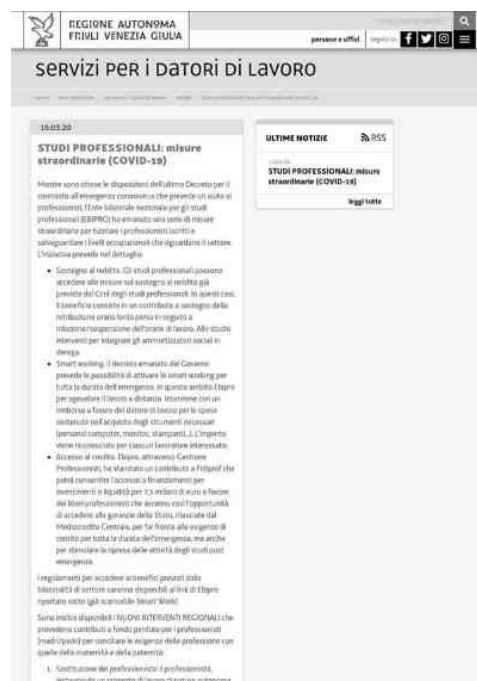 REGIONE AUTONOMA
FRIULI VENEZIA GIULIA
persone e uffici
seguici su
servizi per i datori di lavoro
16.03.20
STUDI PROFESSIONALI: misure
straordinarie (COVID-19)
Mentre sono attese le disposizioni dell'ultimo Decreto per il
contrasto all'emergenza coronavirus che prevede un aiuto ai
professionisti, l'Ente bilaterale nazionale per gli studi
professionali (EBIPRO) ha emanato una serie di misure
straordinarie per tutelare i professionisti iscritti e
salvaguardare i livelli occupazionali che riguardano il settore.
L'iniziativa prevede nel dettaglio:
Sostegno al reddito. Gli studi professionali possono
accedere alle misure sul sostegno al reddito già
previste dal Ccnl degli studi professionali. In questi casi,
il beneficio consiste in un contributo a sostegno della
retribuzione oraria lorda persa in seguito a
riduzione/sospensione dell'orario di lavoro. Allo studio
interventi per integrare gli ammortizzatori sociali in
deroga.
Smart working. Il decreto emanato dal Governo
prevede la possibilità di attivare lo smart working per
tutta la durata dell'emergenza. In questo ambito Ebipro
per agevolare il lavoro a distanza, interviene con un
rimborso a favore del datore di lavoro per le spese
sostenute nell'acquisto degli strumenti necessari
(personal computer, monitor, stampanti...). L'importo
viene riconosciuto per ciascun lavoratore interessato.
Accesso al credito. Ebipro, attraverso Gestione
Professionisti, ha stanziato un contributo a Fidiprof che
potrà consentire l'accesso a finanziamenti per
investimenti e liquidità per 7,5 milioni di euro a favore
dei liberi professionisti che avranno così l'opportunità
di accedere alla garanzia dello Stato, rilasciate dal
Mediocredito Centrale, per far fronte alle esigenze di
credito per tutta la durata dell'emergenza, ma anche
per stimolare la ripresa delle attività degli studi post
emergenza.
I regolamenti per accedere ai benefici previsti dalla
bilateralità di settore saranno disponibili al link di Ebipro
riportato sotto (già scaricabile Smart Work).
Sono inoltre disponibili i NUOVI INTERVENTI REGIONALI che
prevedono contributi a fondo perduto per i professionisti
(madri/padri) per conciliare le esigenze della professione con
quelle della maternità e della paternità:
1. Sostituzione del professionista: il professionista,
ULTIME NOTIZIE
RSS
STUDI PROFESSIONALI: misure
straordinarie (COVID-19)
leggi tutte